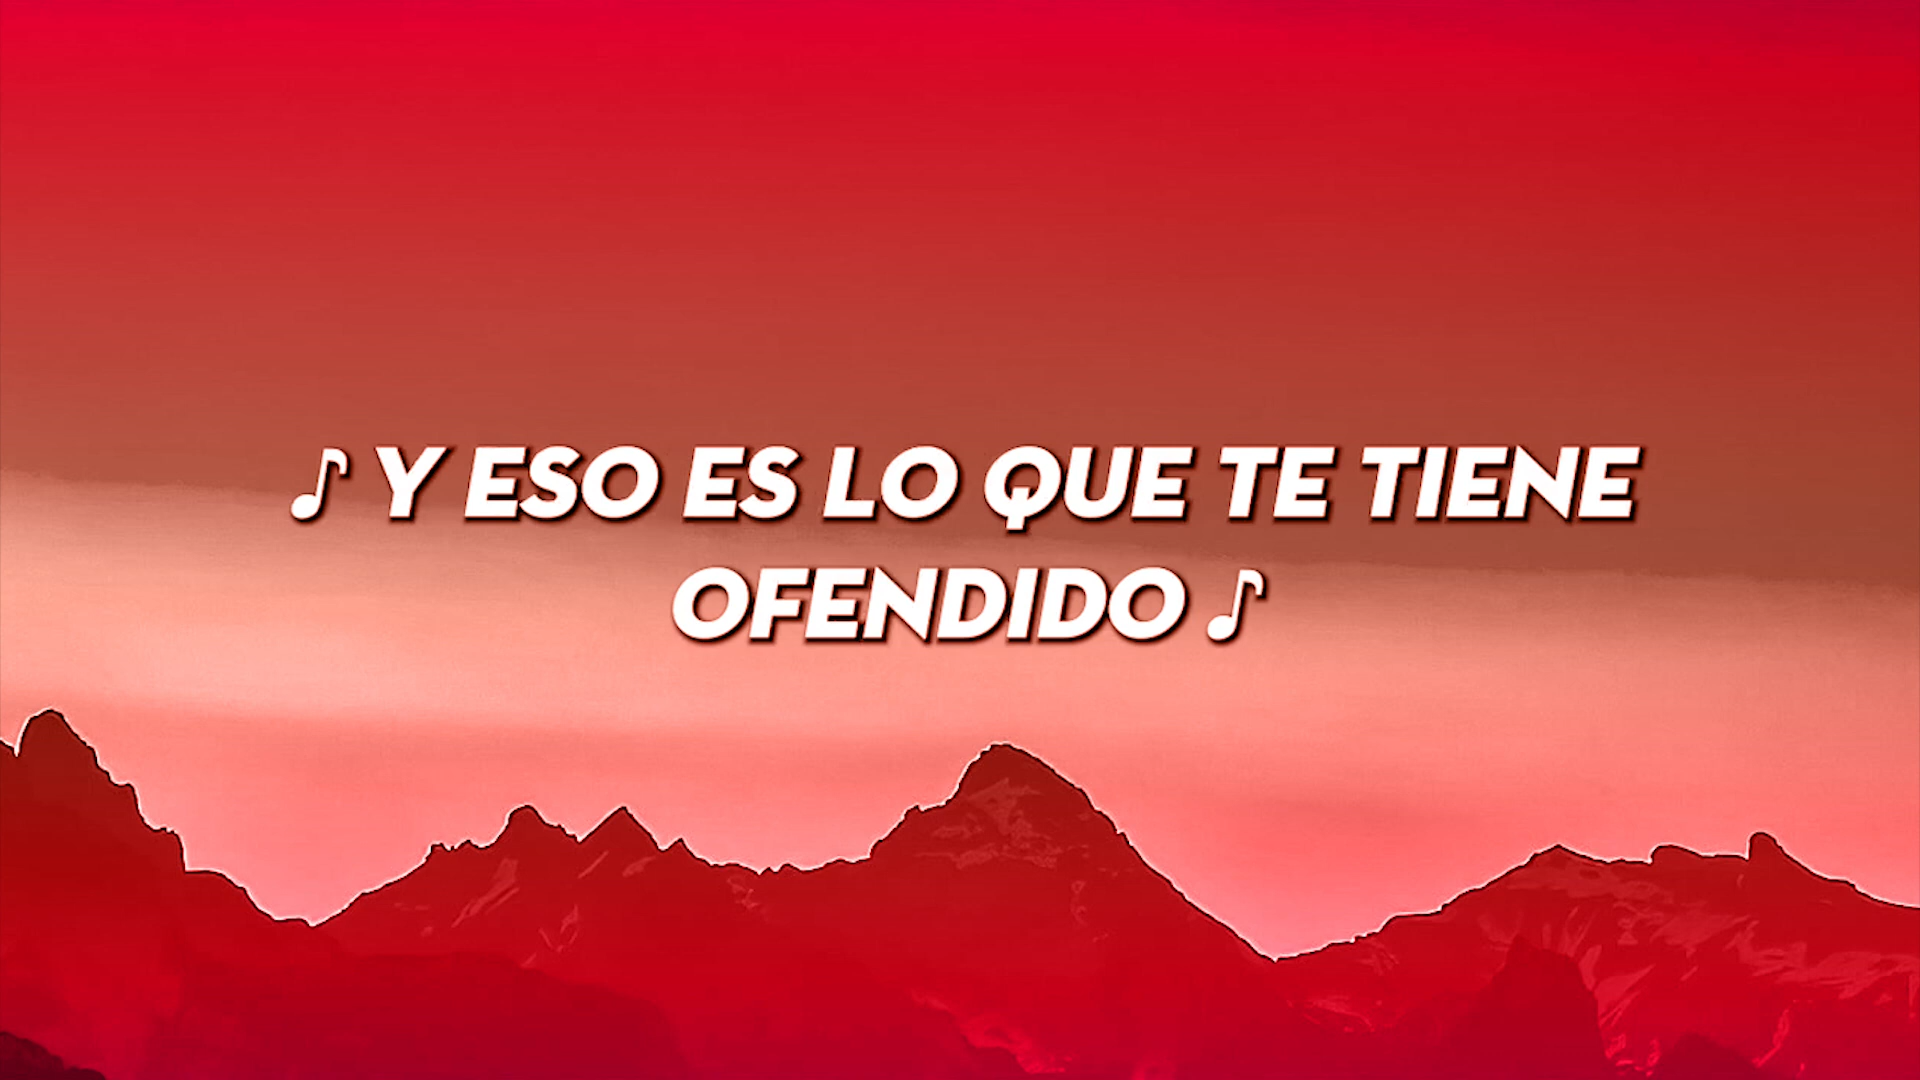 ♪ Y ESO ES LO QUE TE TIENE
OFENDIDO ♪